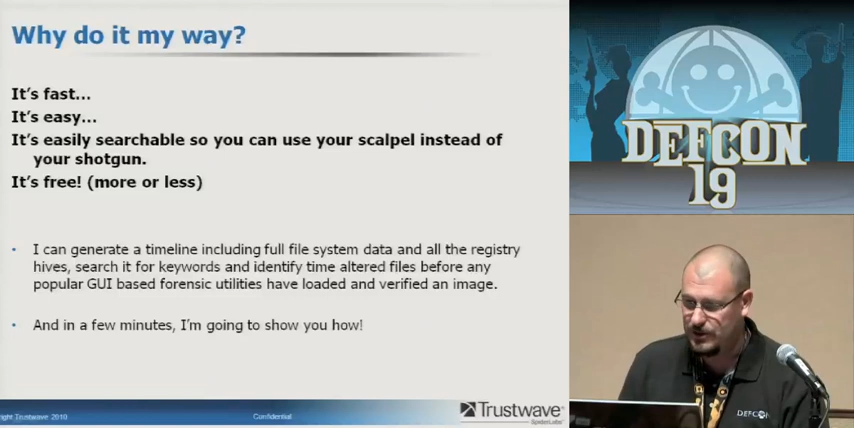 Why do it my way?
It's fast...
It's easy...
It's easily searchable so you can use your scalpel instead of
your shotgun.
It's free! (more or less)
• I can generate a timeline including full file system data and all the registry
hives, search it for keywords and identify time altered files before any
popular GUI based forensic utilities have loaded and verified an image.
• And in a few minutes, I'm going to show you how!
right Trustwave 2010
Confidential
Trustwave®
SpiderLabs®
DEFCON
19
DEFCON